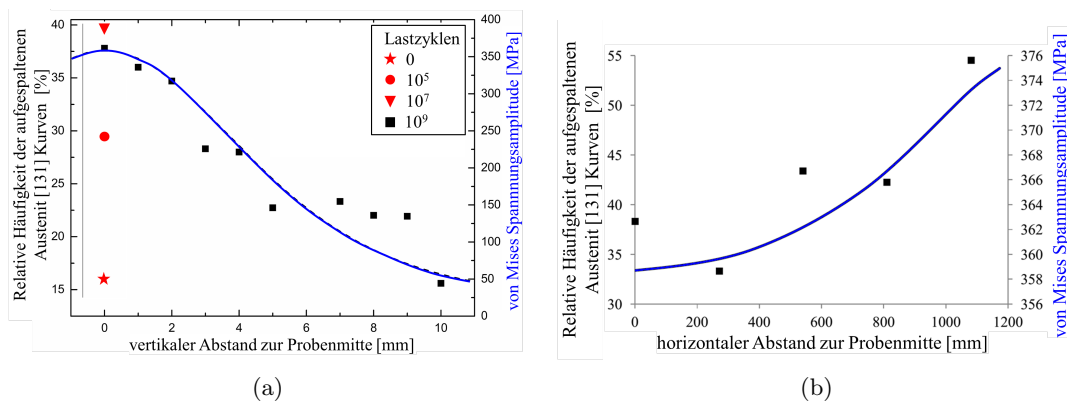 Relative Häufigkeit der aufgespaltenen
Austenit [131] Kurven [%]
40
35
30
25
20
15
Lastzyklen
0
10⁵
10⁷
10⁹
400
350
300
250
200
150
100
50
0
von Mises Spannungsamplitude [MPa]
0 2 4 6 8 10
vertikaler Abstand zur Probenmitte [mm]
(a)
Relative Häufigkeit der aufgespaltenen
Austenit [131] Kurven [%]
55
50
45
40
35
30
376
374
372
370
368
366
364
362
360
358
356
von Mises Spannnungsamplitude [MPa]
0 200 400 600 800 1000 1200
horizontaler Abstand zur Probenmitte [mm]
(b)